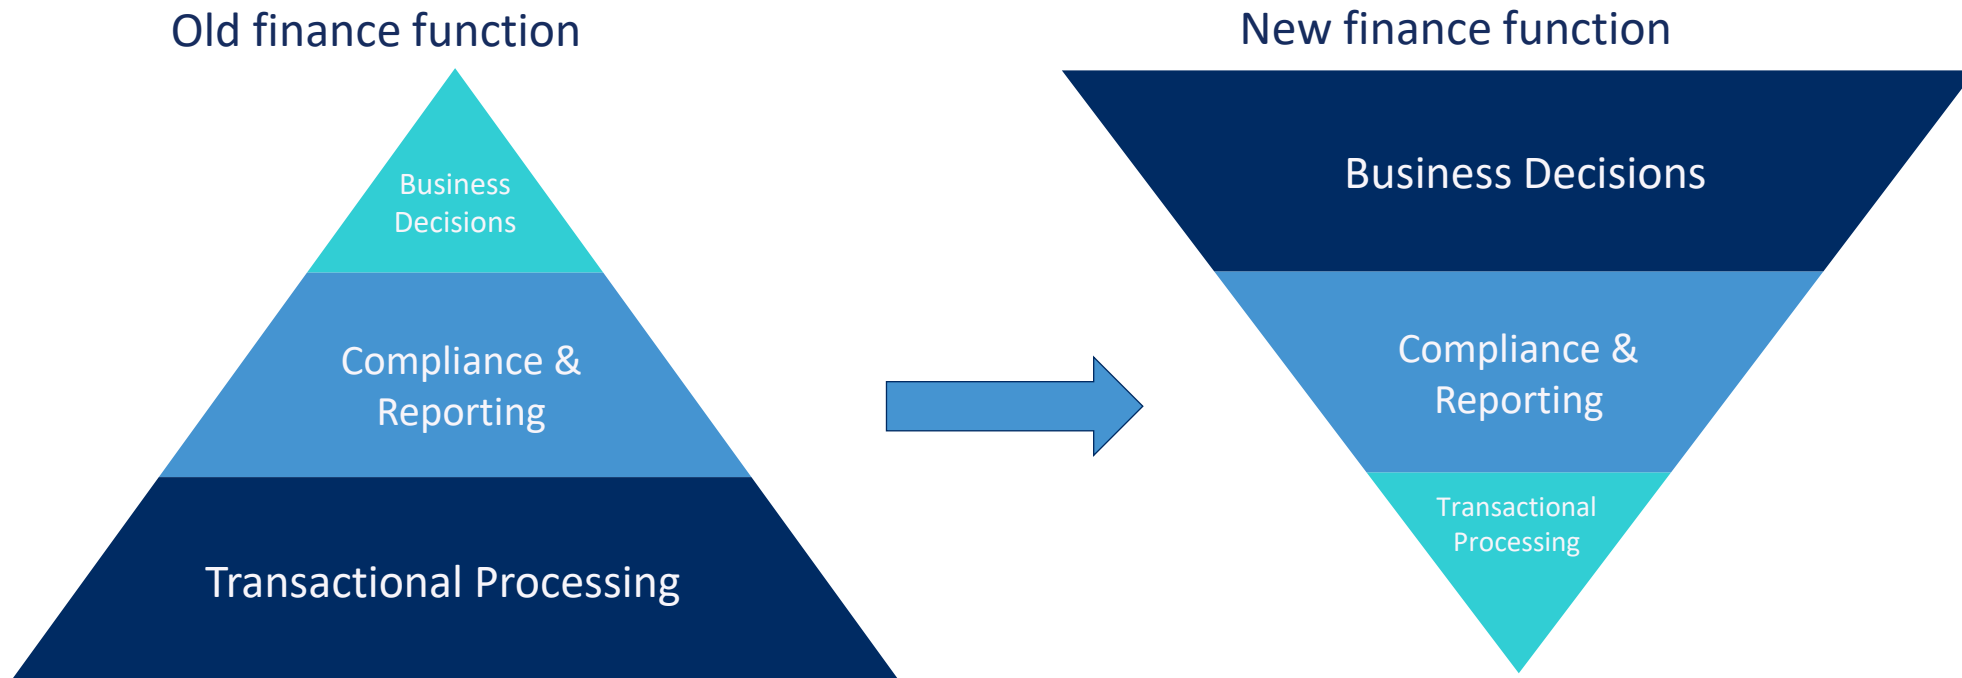 Old finance function
Business
Decisions
Compliance &
Reporting
Transactional Processing
New finance function
Business Decisions
Compliance &
Reporting
Transactional
Processing